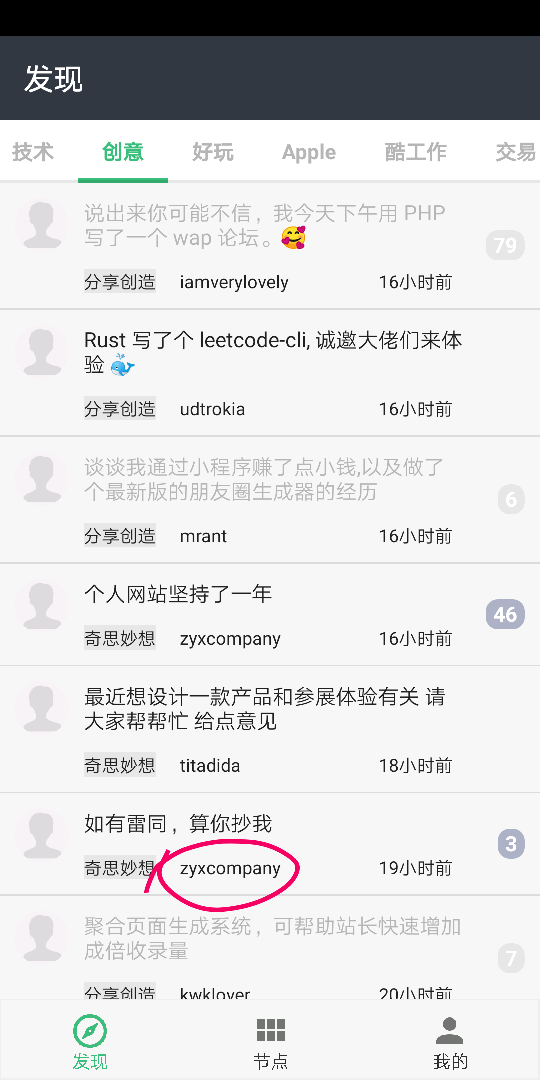 发现
技术 创意 好玩 Apple 酷工作 交易
说出来你可能不信，我今天下午用 PHP
写了一个 wap 论坛。🥰
79
分享创造 iamverylovely 16小时前
Rust 写了个 leetcode-cli, 诚邀大佬们来体
验 🐳
分享创造 udtrokia 16小时前
谈谈我通过小程序赚了点小钱,以及做了
个最新版的朋友圈生成器的经历
6
分享创造 mrant 16小时前
个人网站坚持了一年
46
奇思妙想 zyxcompany 16小时前
最近想设计一款产品和参展体验有关 请
大家帮帮忙 给点意见
奇思妙想 titadida 18小时前
如有雷同，算你抄我
3
奇思妙想 zyxcompany 19小时前
聚合页面生成系统，可帮助站长快速增加
成倍收录量
7
分享创造 kwklover 20小时前
发现 节点 我的